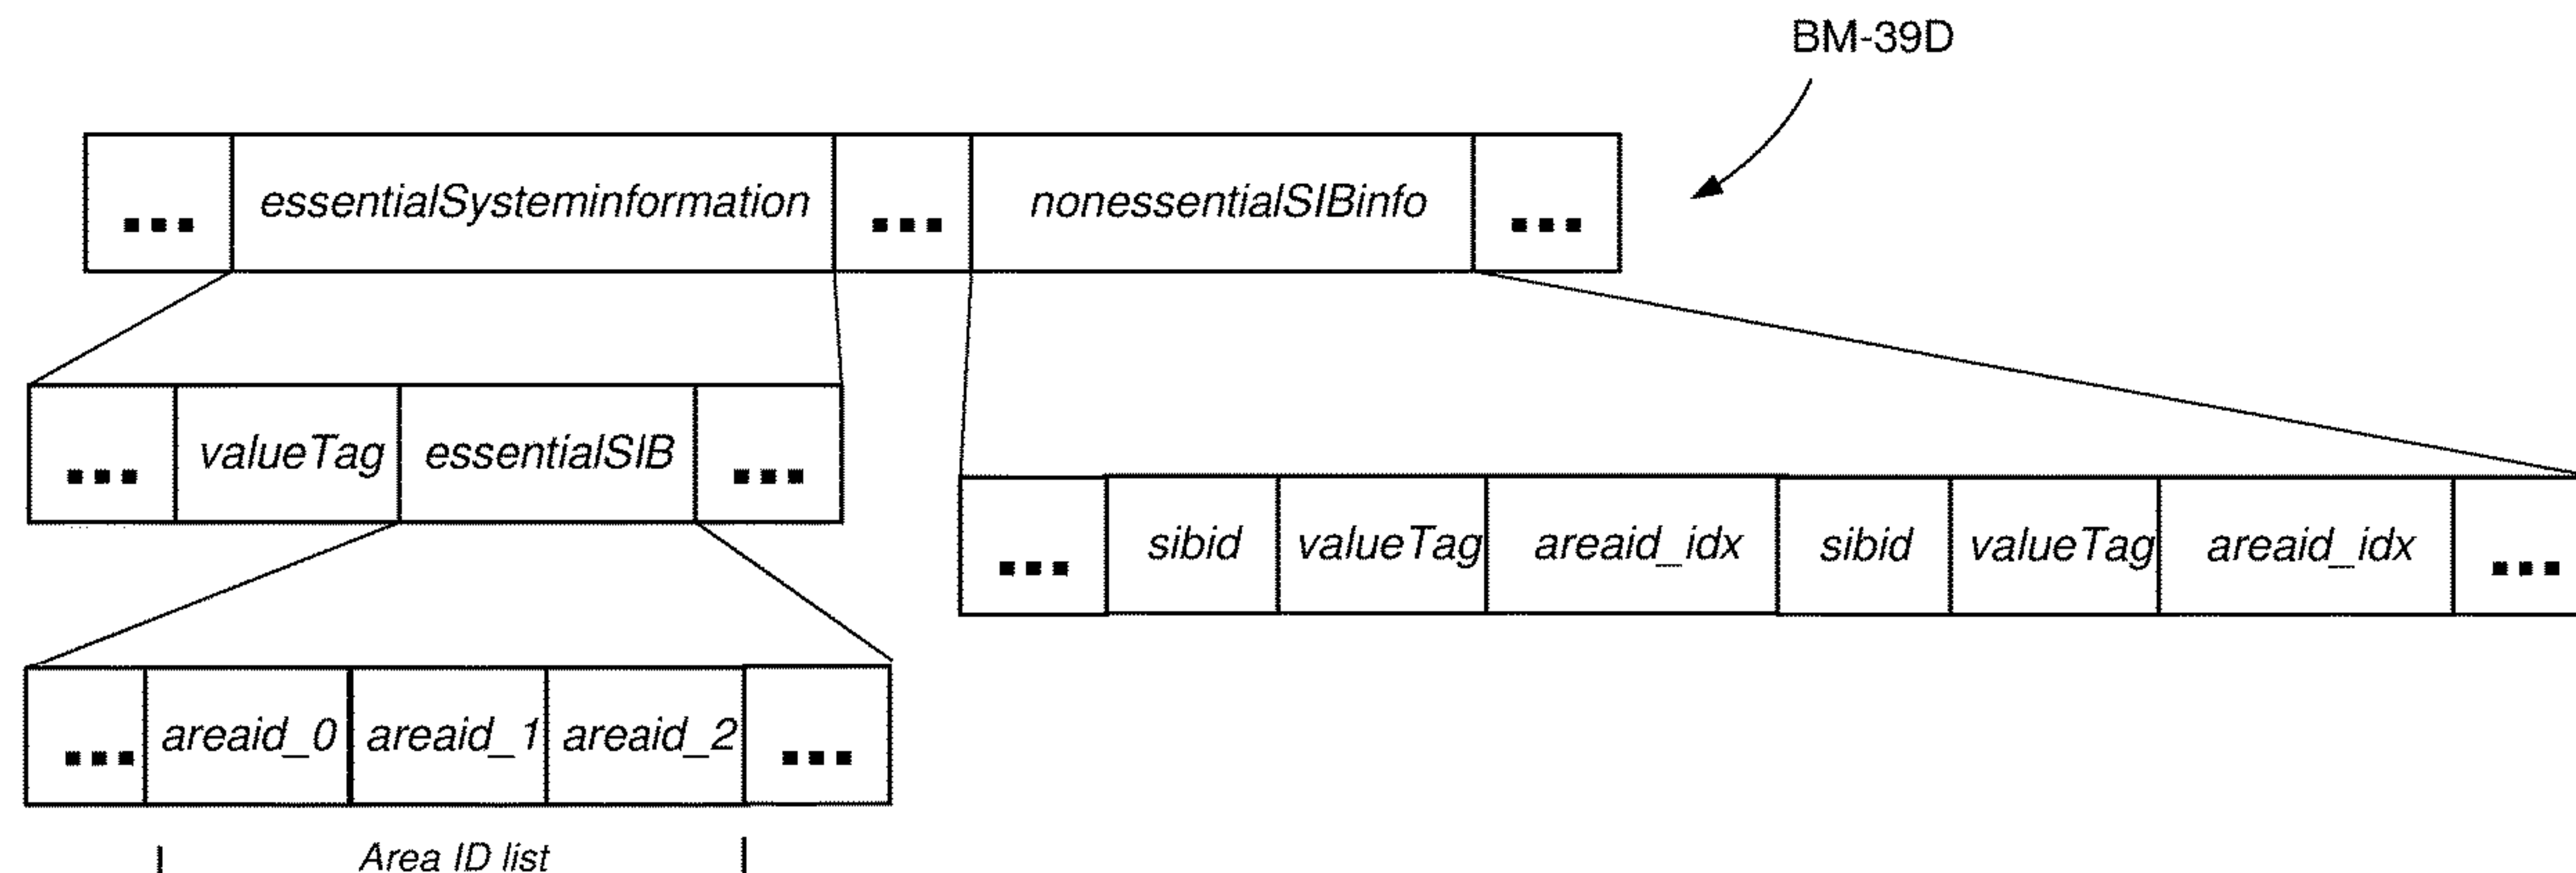 BM-39D
... essentialSysteminformation ... nonessentialSIBinfo ...
... valueTag essentialSIB ...
... sibid valueTag areaid_idx sibid valueTag areaid_idx ...
... areaid_0 areaid_1 areaid_2 ...
Area ID list